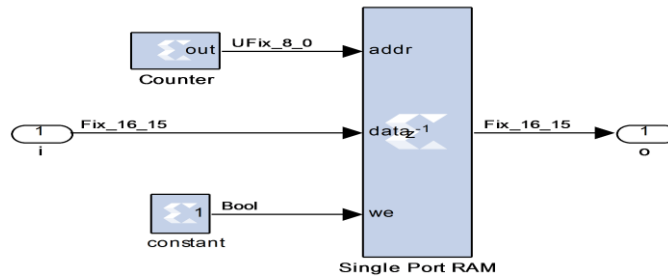 out
UFix_8_0
addr
Counter
1
Fix_16_15
data
z-1
Fix_16_15
1
i
o
1
Bool
we
constant
Single Port RAM